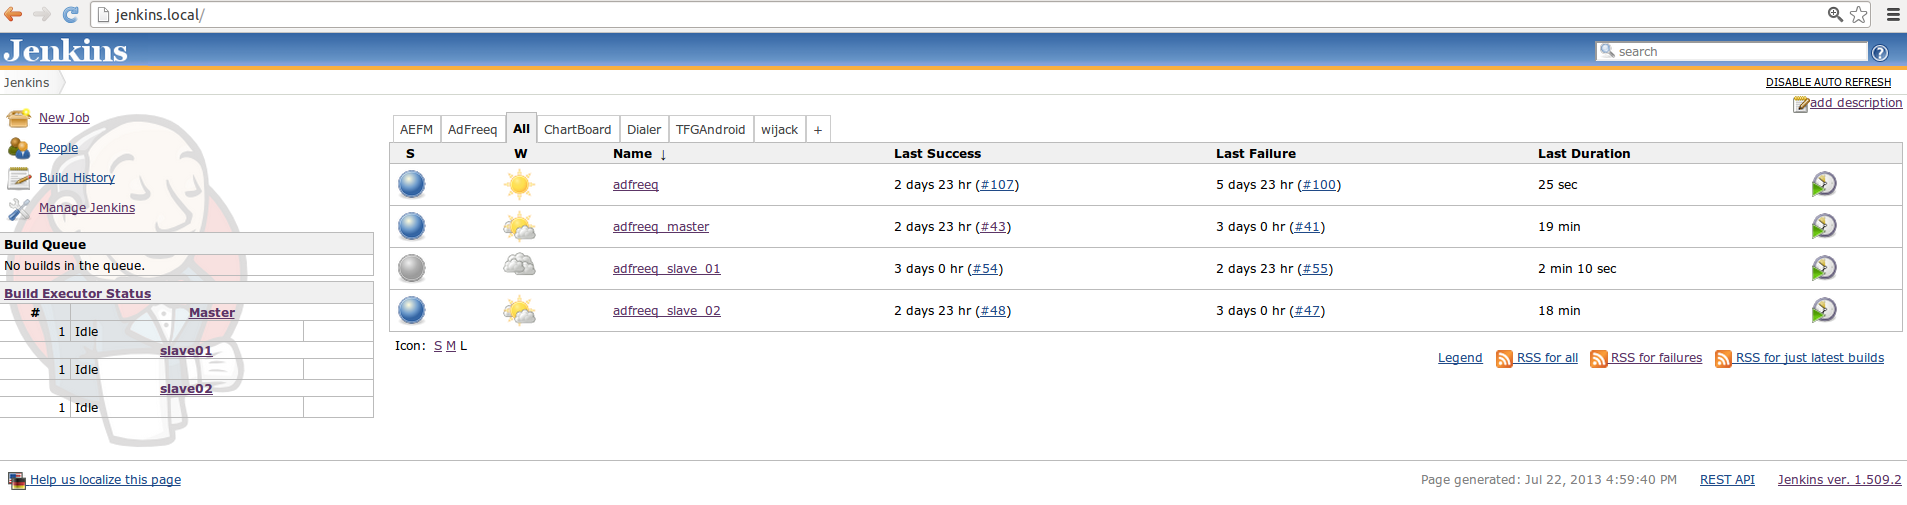 jenkins.local/
Jenkins
search
Jenkins
DISABLE AUTO REFRESH
add description
New Job
People
Build History
Manage Jenkins
Build Queue
No builds in the queue.
Build Executor Status
# Master
1 Idle
slave01
1 Idle
slave02
1 Idle
AEFM AdFreeq All ChartBoard Dialer TFGAndroid wijack +
S W Name ↓ Last Success Last Failure Last Duration
adfreeq 2 days 23 hr (#107) 5 days 23 hr (#100) 25 sec
adfreeq_master 2 days 23 hr (#43) 3 days 0 hr (#41) 19 min
adfreeq_slave_01 3 days 0 hr (#54) 2 days 23 hr (#55) 2 min 10 sec
adfreeq_slave_02 2 days 23 hr (#48) 3 days 0 hr (#47) 18 min
Icon: S M L
Legend RSS for all RSS for failures RSS for just latest builds
Help us localize this page
Page generated: Jul 22, 2013 4:59:40 PM REST API Jenkins ver. 1.509.2